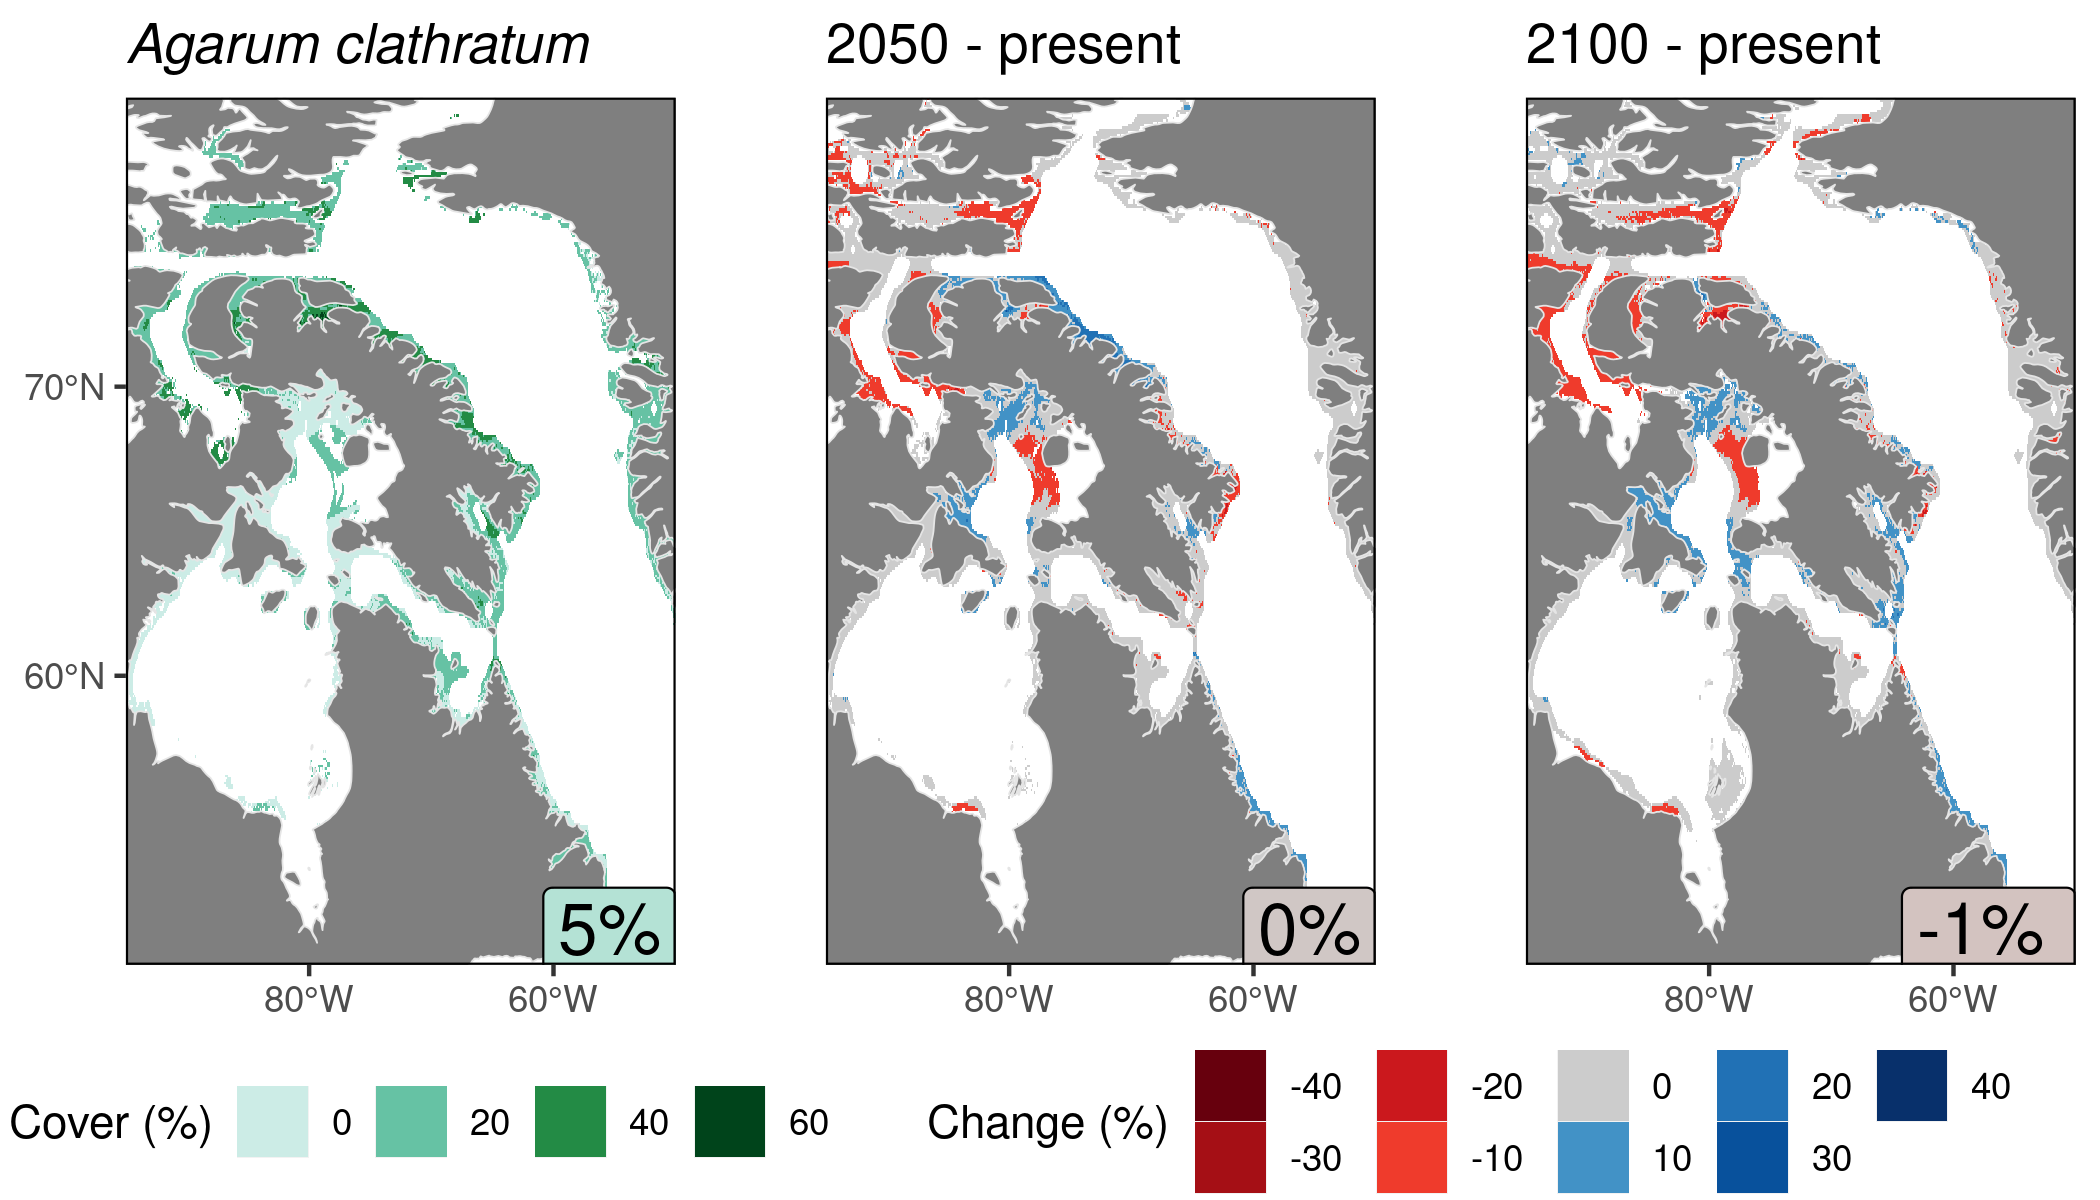 Agarum clathratum
2050 - present
2100 - present
70°N
60°N
5%
0%
-1%
80°W
60°W
80°W
60°W
80°W
60°W
Cover (%)
0
20
40
60
Change (%)
-40
-20
0
20
40
-30
-10
10
30